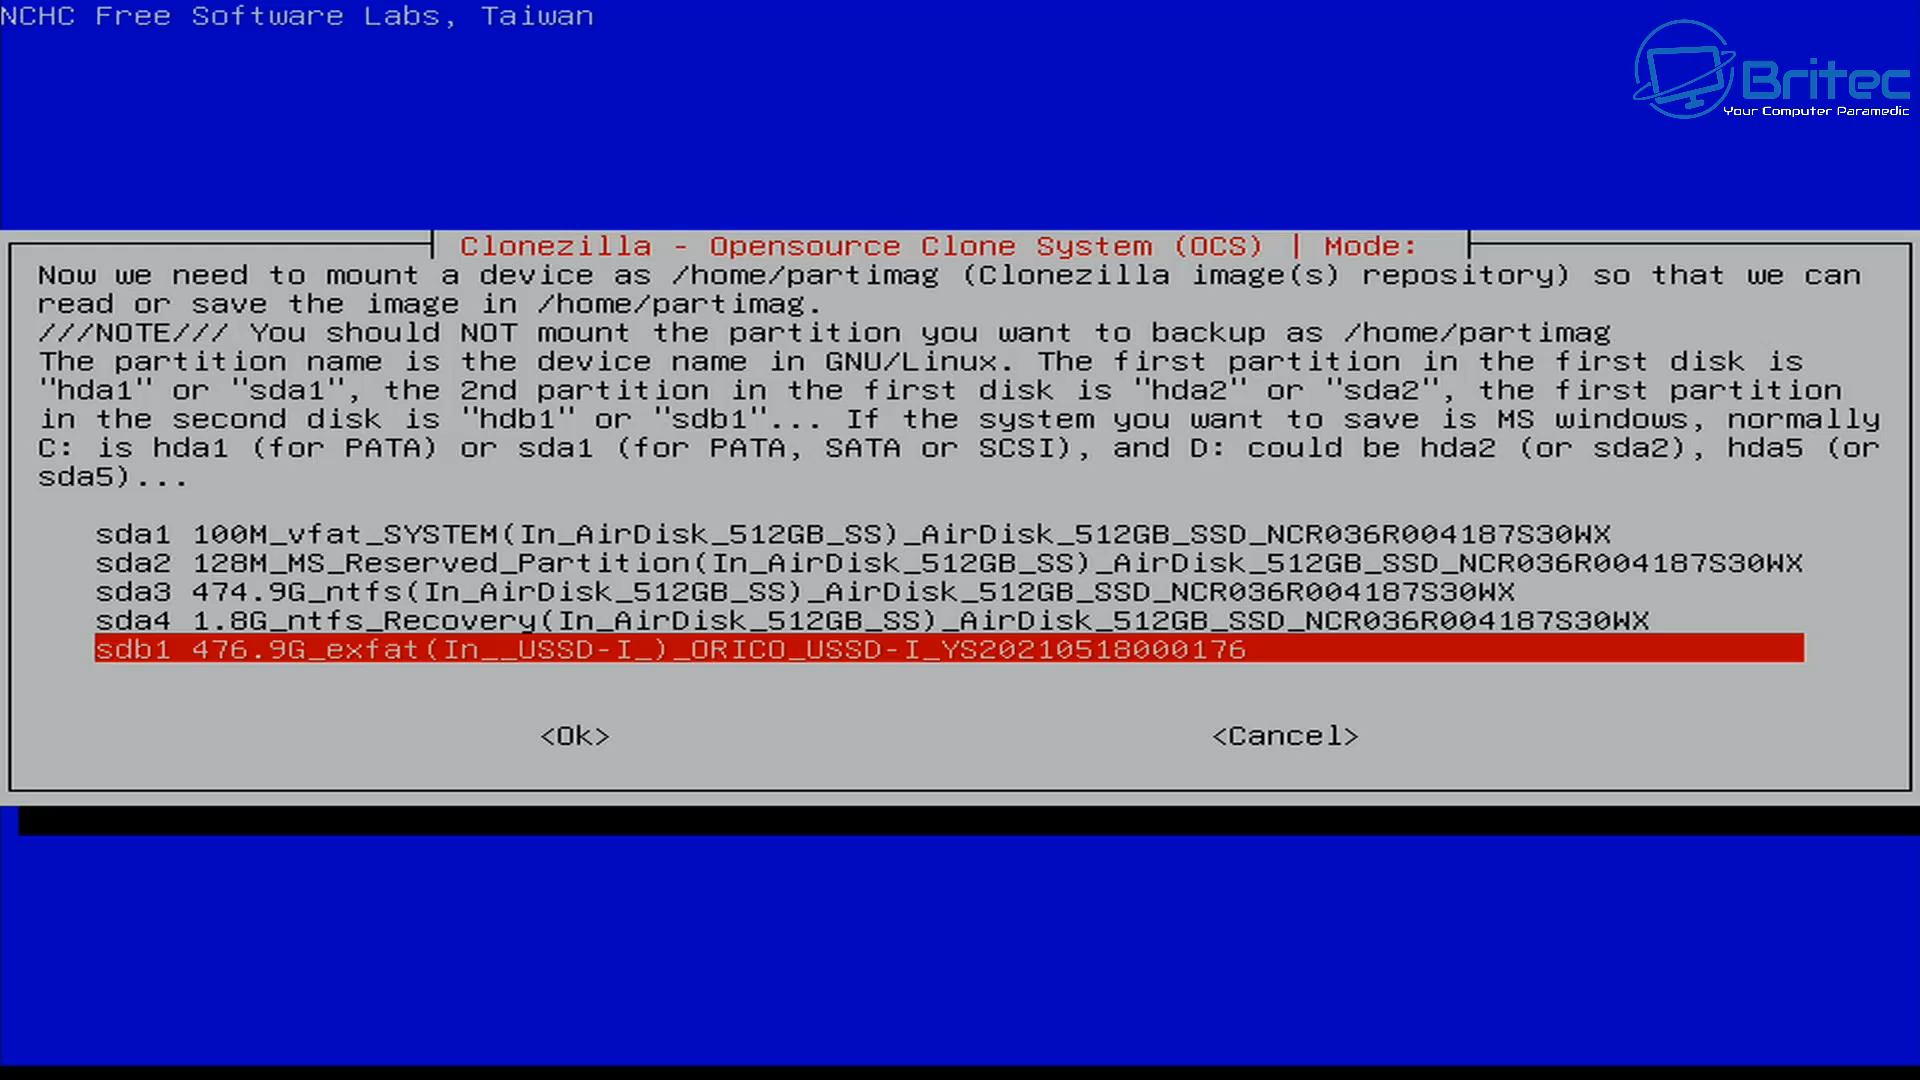 NCHC Free Software Labs, Taiwan
Britec
Your Computer Paramedic
Clonezilla - Opensource Clone System (OCS) | Mode:
Now we need to mount a device as /home/partimag (Clonezilla image(s) repository) so that we can
read or save the image in /home/partimag.
///NOTE/// You should NOT mount the partition you want to backup as /home/partimag
The partition name is the device name in GNU/Linux. The first partition in the first disk is
"hda1" or "sda1", the 2nd partition in the first disk is "hda2" or "sda2", the first partition
in the second disk is "hdb1" or "sdb1"... If the system you want to save is MS windows, normally
C: is hda1 (for PATA) or sda1 (for PATA, SATA or SCSI), and D: could be hda2 (or sda2), hda5 (or
sda5)...
sda1 100M_vfat_SYSTEM(In_AirDisk_512GB_SS)_AirDisk_512GB_SSD_NCR036R004187S30WX
sda2 128M_MS_Reserved_Partition(In_AirDisk_512GB_SS)_AirDisk_512GB_SSD_NCR036R004187S30WX
sda3 474.9G_ntfs(In_AirDisk_512GB_SS)_AirDisk_512GB_SSD_NCR036R004187S30WX
sda4 1.8G_ntfs_Recovery(In_AirDisk_512GB_SS)_AirDisk_512GB_SSD_NCR036R004187S30WX
sdb1 476.9G_exfat(In__USSD-I_)_ORICO_USSD-I_YS20210518000176
<Ok> <Cancel>